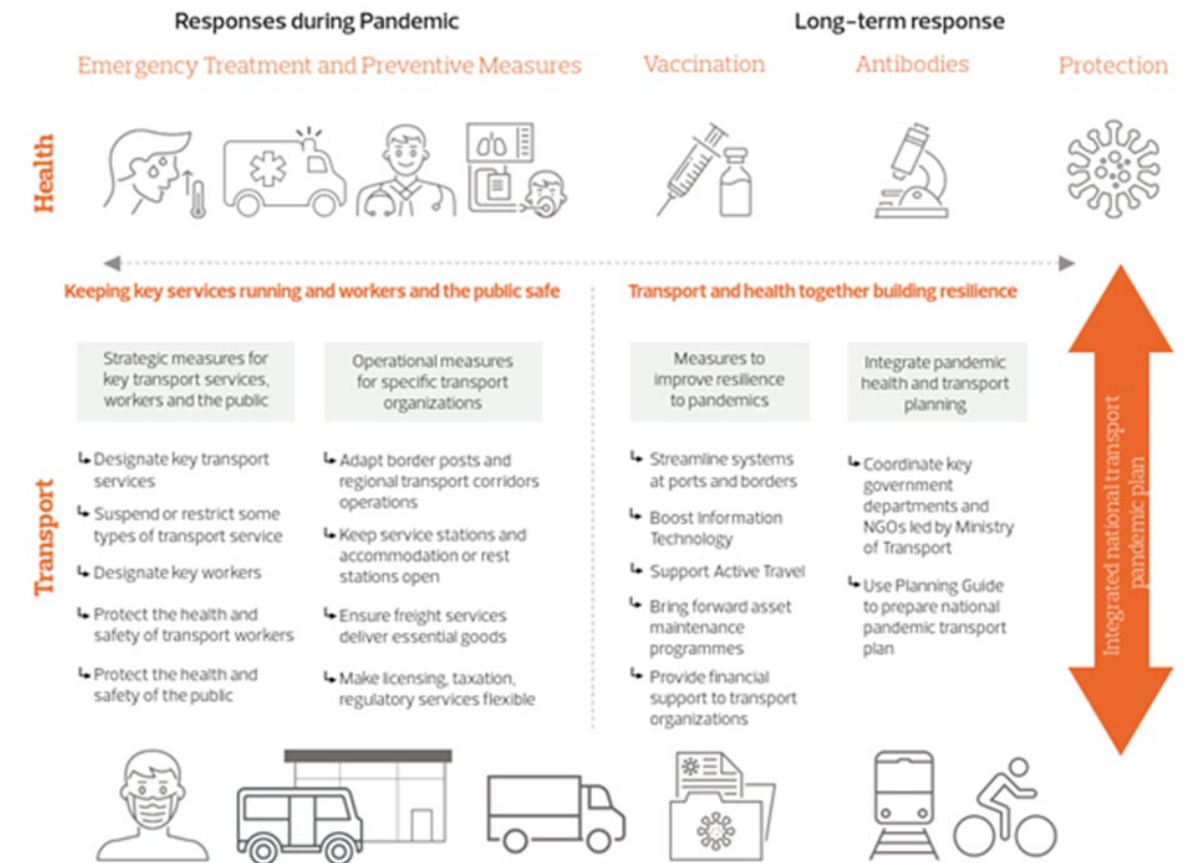 Responses during Pandemic
Long-term response
Emergency Treatment and Preventive Measures
Vaccination
Antibodies
Protection
Health
Keeping key services running and workers and the public safe
Transport and health together building resilience
Transport
Strategic measures for
key transport services,
workers and the public
Designate key transport
services
Suspend or restrict some
types of transport service
Designate key workers
Protect the health and
safety of transport workers
Protect the health and
safety of the public
Operational measures
for specific transport
organizations
Adapt border posts and
regional transport corridors
operations
Keep service stations and
accommodation or rest
stations open
Ensure freight services
deliver essential goods
Make licensing, taxation,
regulatory services flexible
Measures to
improve resilience
to pandemics
Streamline systems
at ports and borders
Boost Information
Technology
Support Active Travel
Bring forward asset
maintenance
programmes
Provide financial
support to transport
organizations
Integrate pandemic
health and transport
planning
Coordinate key
government
departments and
NGOs led by Ministry
of Transport
Use Planning Guide
to prepare national
pandemic transport
plan
Integrated national transport
pandemic plan